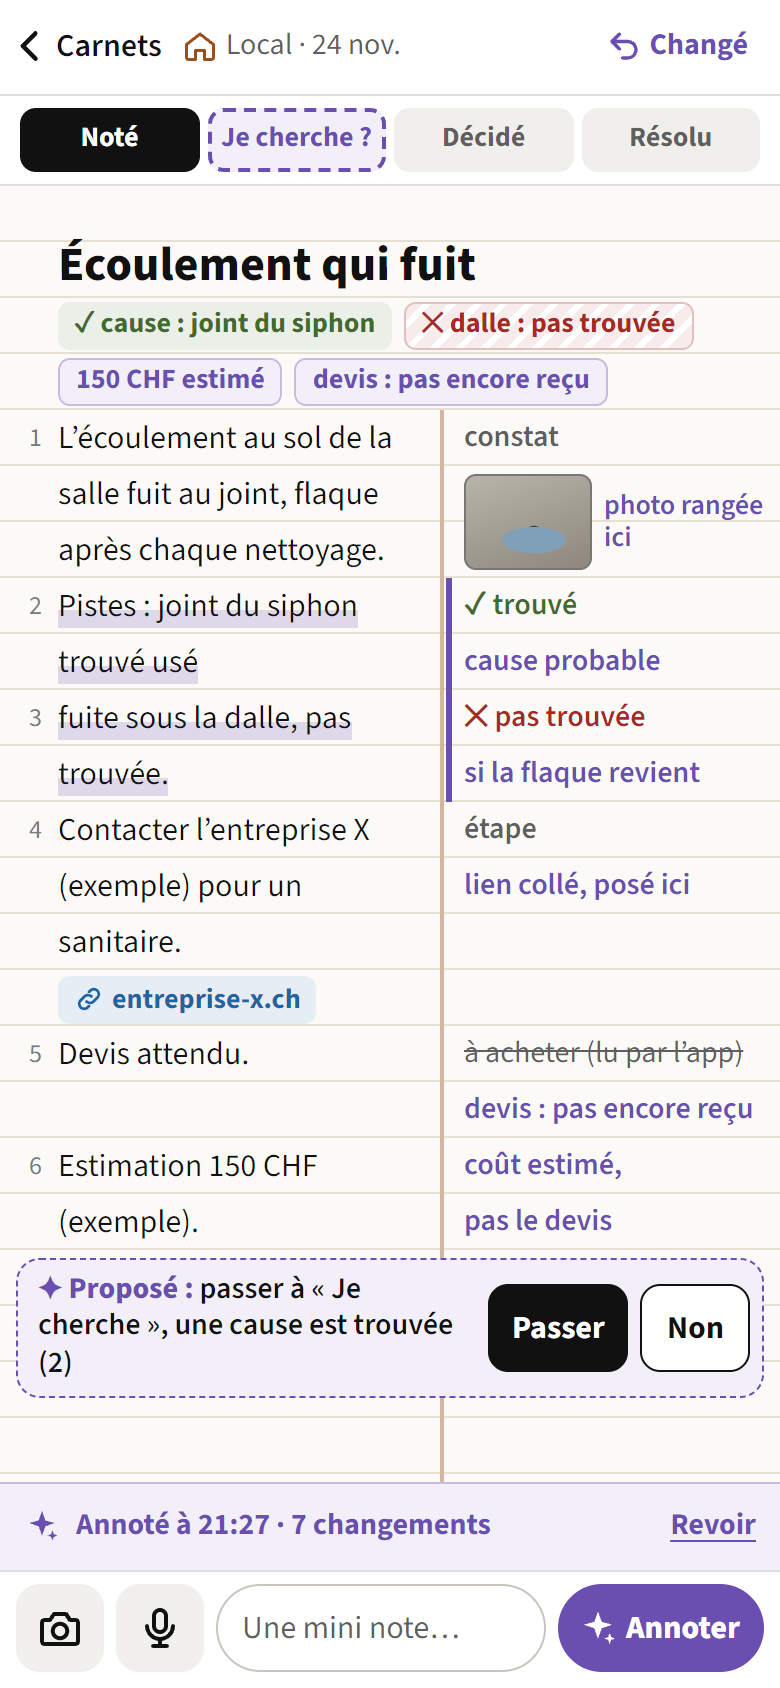 Carnets
Local · 24 nov.
Changé
Noté
Je cherche ?
Décidé
Résolu
Écoulement qui fuit
✓ cause : joint du siphon
✕ dalle : pas trouvée
150 CHF estimé
devis : pas encore reçu
1 L’écoulement au sol de la
salle fuit au joint, flaque
après chaque nettoyage.
constat
photo rangée
ici
2 Pistes : joint du siphon
trouvé usé
✓ trouvé
cause probable
3 fuite sous la dalle, pas
trouvée.
✕ pas trouvée
si la flaque revient
4 Contacter l’entreprise X
(exemple) pour un
sanitaire.
entreprise-x.ch
étape
lien collé, posé ici
5 Devis attendu.
à acheter (lu par l’app)
devis : pas encore reçu
6 Estimation 150 CHF
(exemple).
coût estimé,
pas le devis
✦ Proposé : passer à « Je
cherche », une cause est trouvée
(2)
Passer
Non
Annoté à 21:27 · 7 changements
Revoir
Une mini note…
Annoter